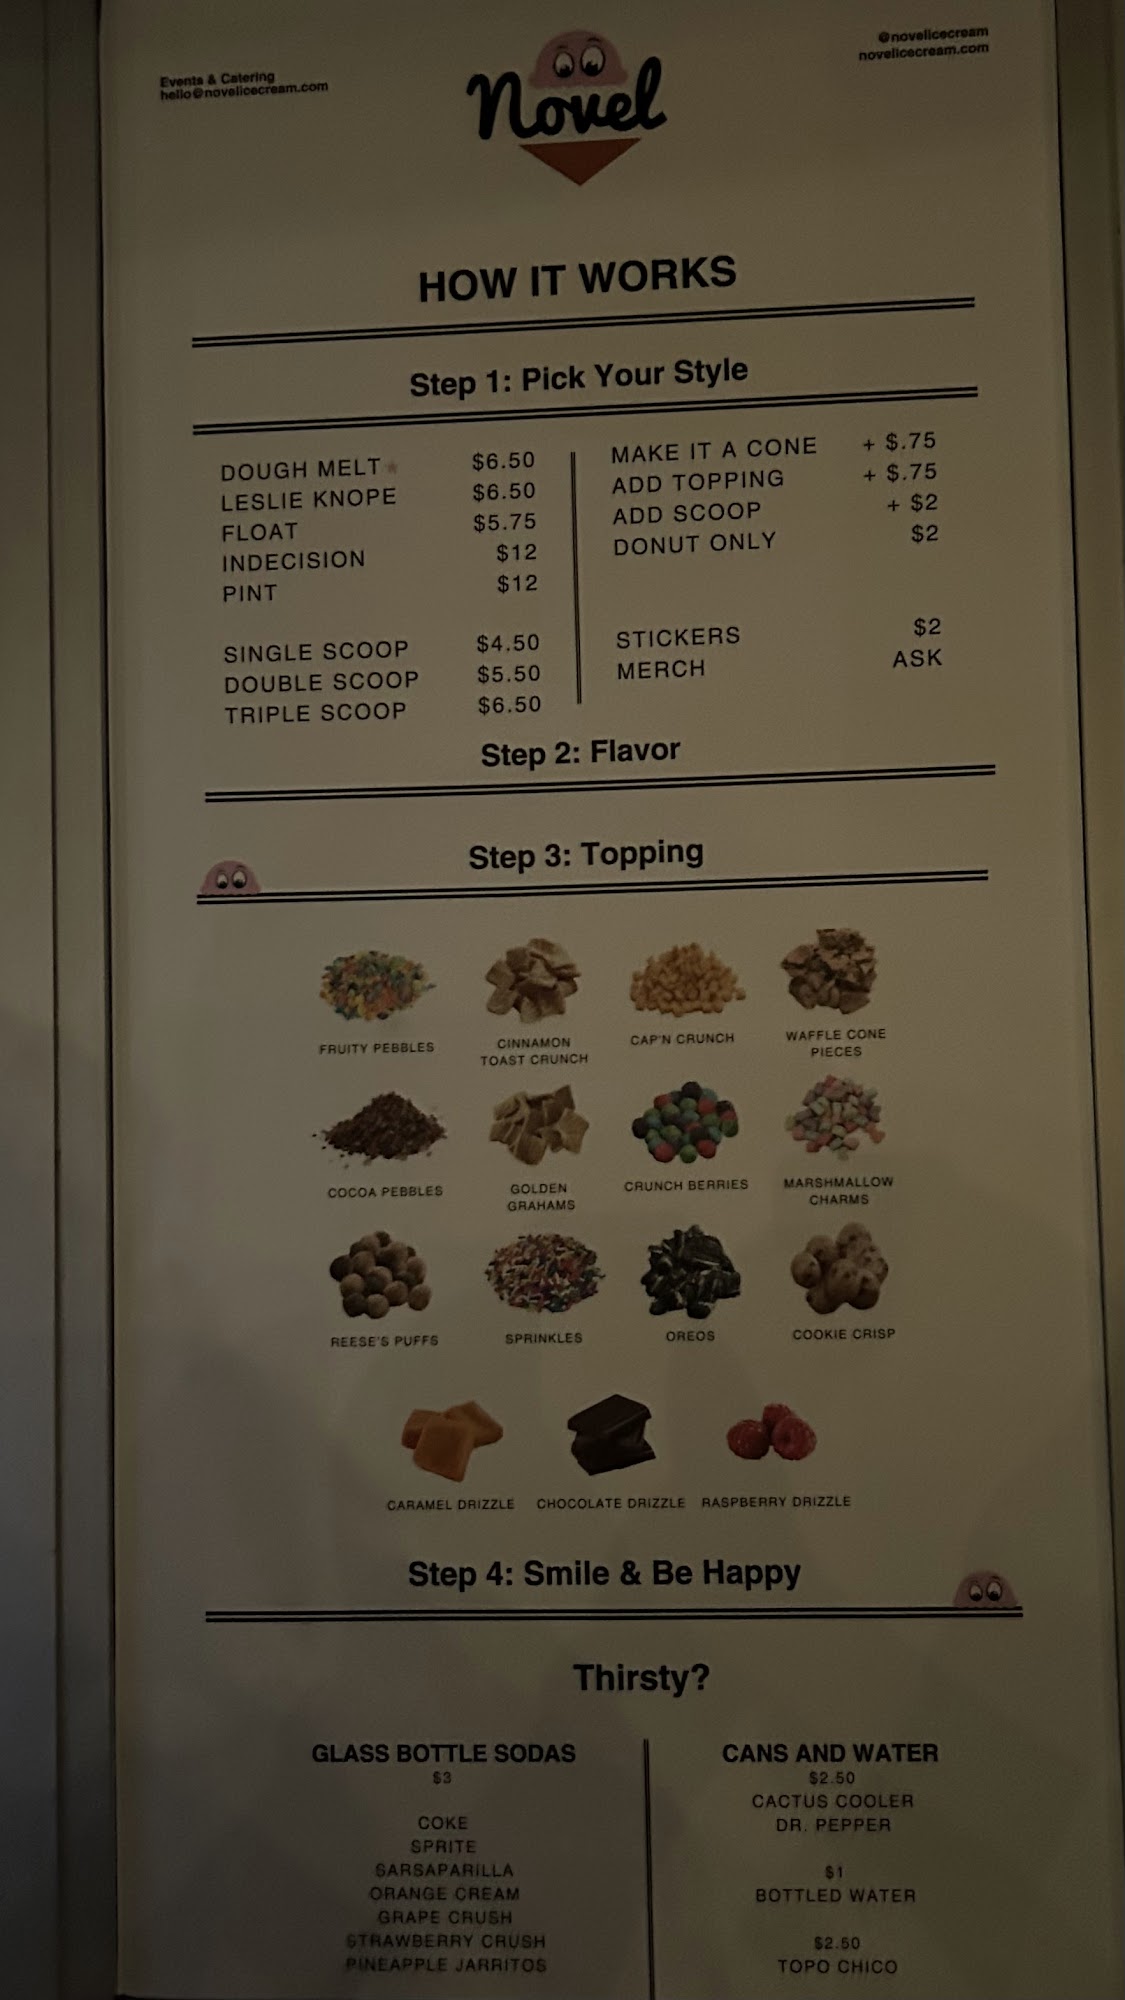 Events & Catering
hello@novelicecream.com
@novelicecream
novelicecream.com
Novel
HOW IT WORKS
Step 1: Pick Your Style
DOUGH MELT $6.50
LESLIE KNOPE $6.50
FLOAT $5.75
INDECISION $12
PINT $12
SINGLE SCOOP $4.50
DOUBLE SCOOP $5.50
TRIPLE SCOOP $6.50
MAKE IT A CONE + $.75
ADD TOPPING + $.75
ADD SCOOP + $2
DONUT ONLY $2
STICKERS $2
MERCH ASK
Step 2: Flavor
Step 3: Topping
FRUITY PEBBLES
CINNAMON
TOAST CRUNCH
CAP'N CRUNCH
WAFFLE CONE
PIECES
COCOA PEBBLES
GOLDEN
GRAHAMS
CRUNCH BERRIES
MARSHMALLOW
CHARMS
REESE'S PUFFS
SPRINKLES
OREOS
COOKIE CRISP
CARAMEL DRIZZLE
CHOCOLATE DRIZZLE
RASPBERRY DRIZZLE
Step 4: Smile & Be Happy
Thirsty?
GLASS BOTTLE SODAS
$3
COKE
SPRITE
SARSAPARILLA
ORANGE CREAM
GRAPE CRUSH
STRAWBERRY CRUSH
PINEAPPLE JARRITOS
CANS AND WATER
$2.50
CACTUS COOLER
DR. PEPPER
$1
BOTTLED WATER
$2.50
TOPO CHICO